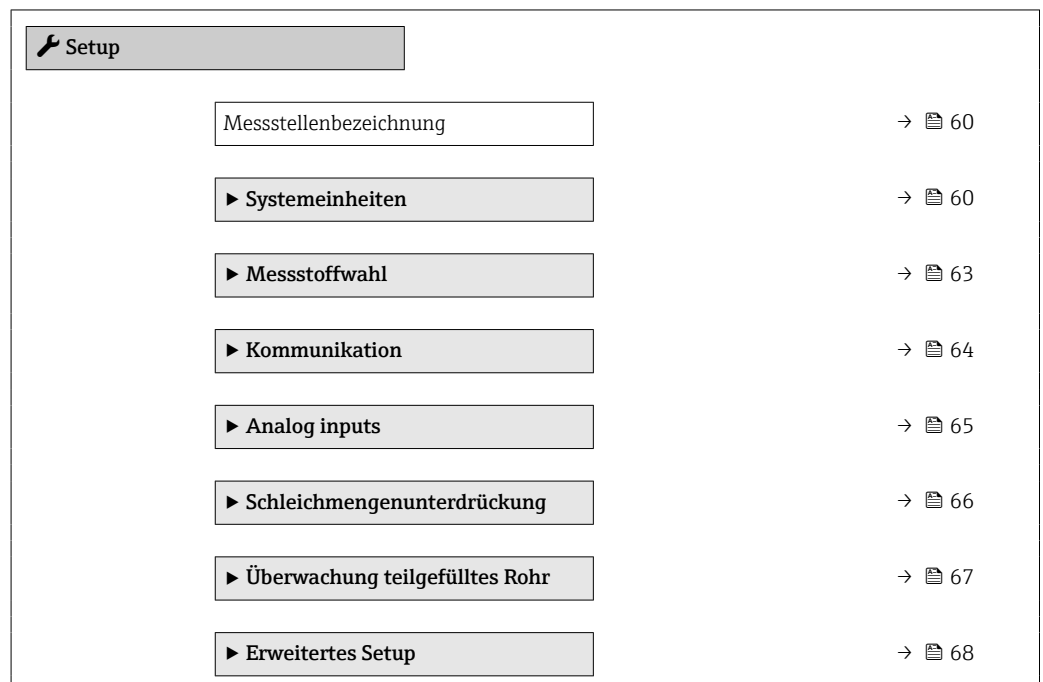 Setup
Messstellenbezeichnung → 60
▶ Systemeinheiten → 60
▶ Messstoffwahl → 63
▶ Kommunikation → 64
▶ Analog inputs → 65
▶ Schleichmengenunterdrückung → 66
▶ Überwachung teilgefülltes Rohr → 67
▶ Erweitertes Setup → 68